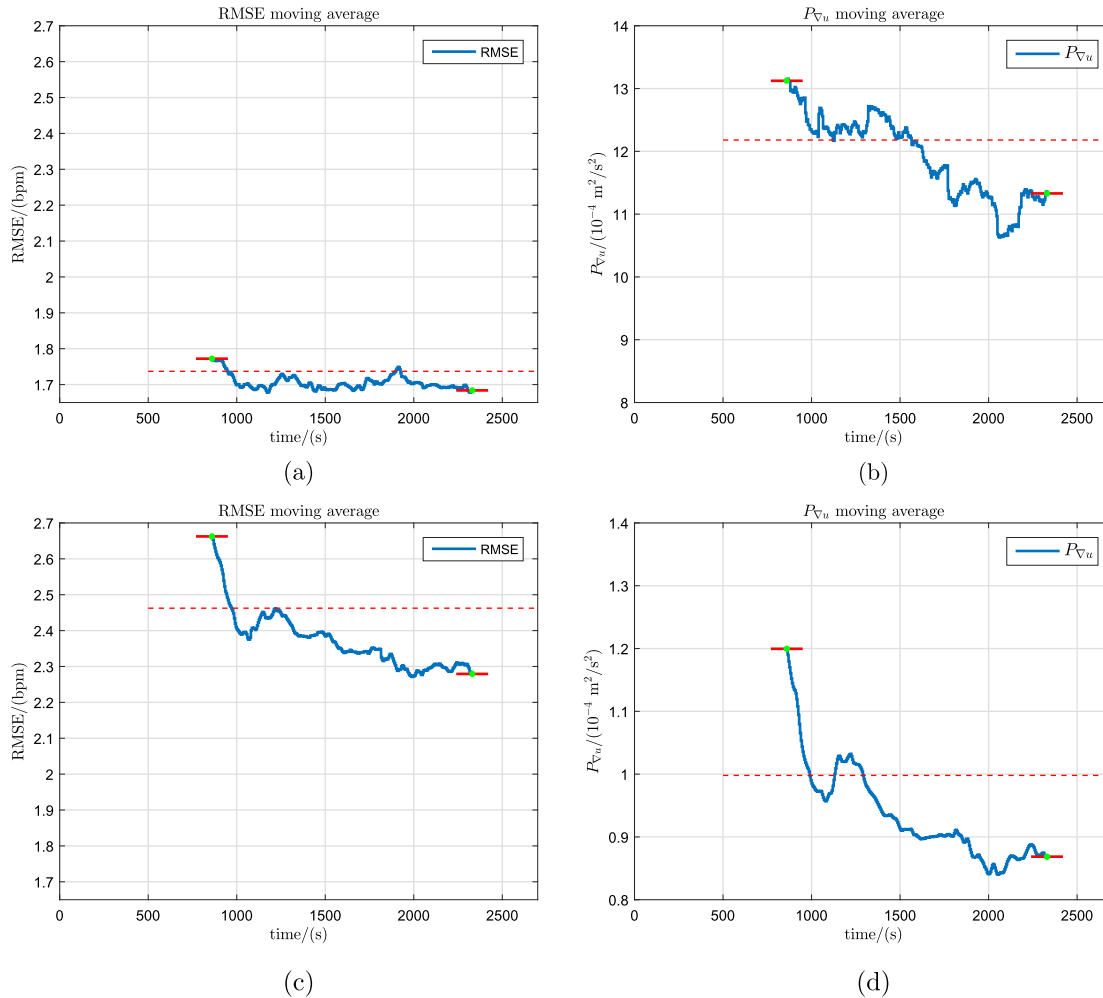 RMSE moving average
2.7
2.6
2.5
2.4
2.3
2.2
2.1
2
1.9
1.8
1.7
RMSE/(bpm)
RMSE
0 500 1000 1500 2000 2500
time/(s)
(a)
P∇u moving average
14
13
12
11
10
9
8
P∇u/(10⁻⁴ m²/s²)
P∇u
0 500 1000 1500 2000 2500
time/(s)
(b)
RMSE moving average
2.7
2.6
2.5
2.4
2.3
2.2
2.1
2
1.9
1.8
1.7
RMSE/(bpm)
RMSE
0 500 1000 1500 2000 2500
time/(s)
(c)
P∇u moving average
1.4
1.3
1.2
1.1
1
0.9
0.8
P∇u/(10⁻⁴ m²/s²)
P∇u
0 500 1000 1500 2000 2500
time/(s)
(d)